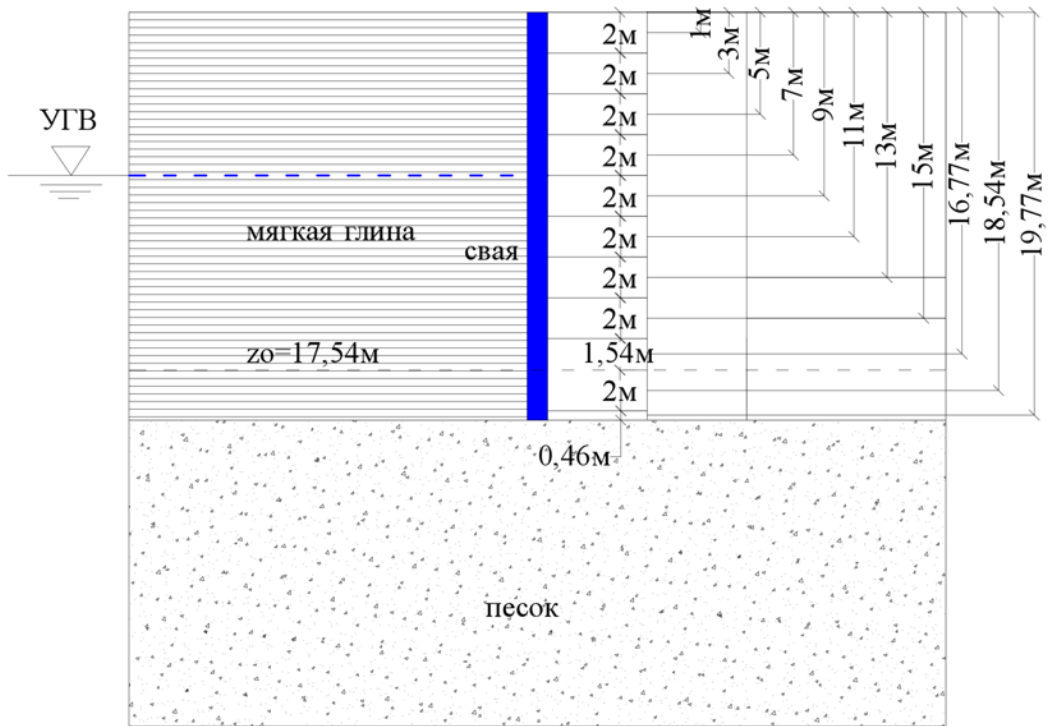 УГВ
мягкая глина
свая
zo=17,54м
2м
2м
2м
2м
2м
2м
2м
2м
1,54м
2м
0,46м
1м
3м
5м
7м
9м
11м
13м
15м
16,77м
18,54м
19,77м
песок